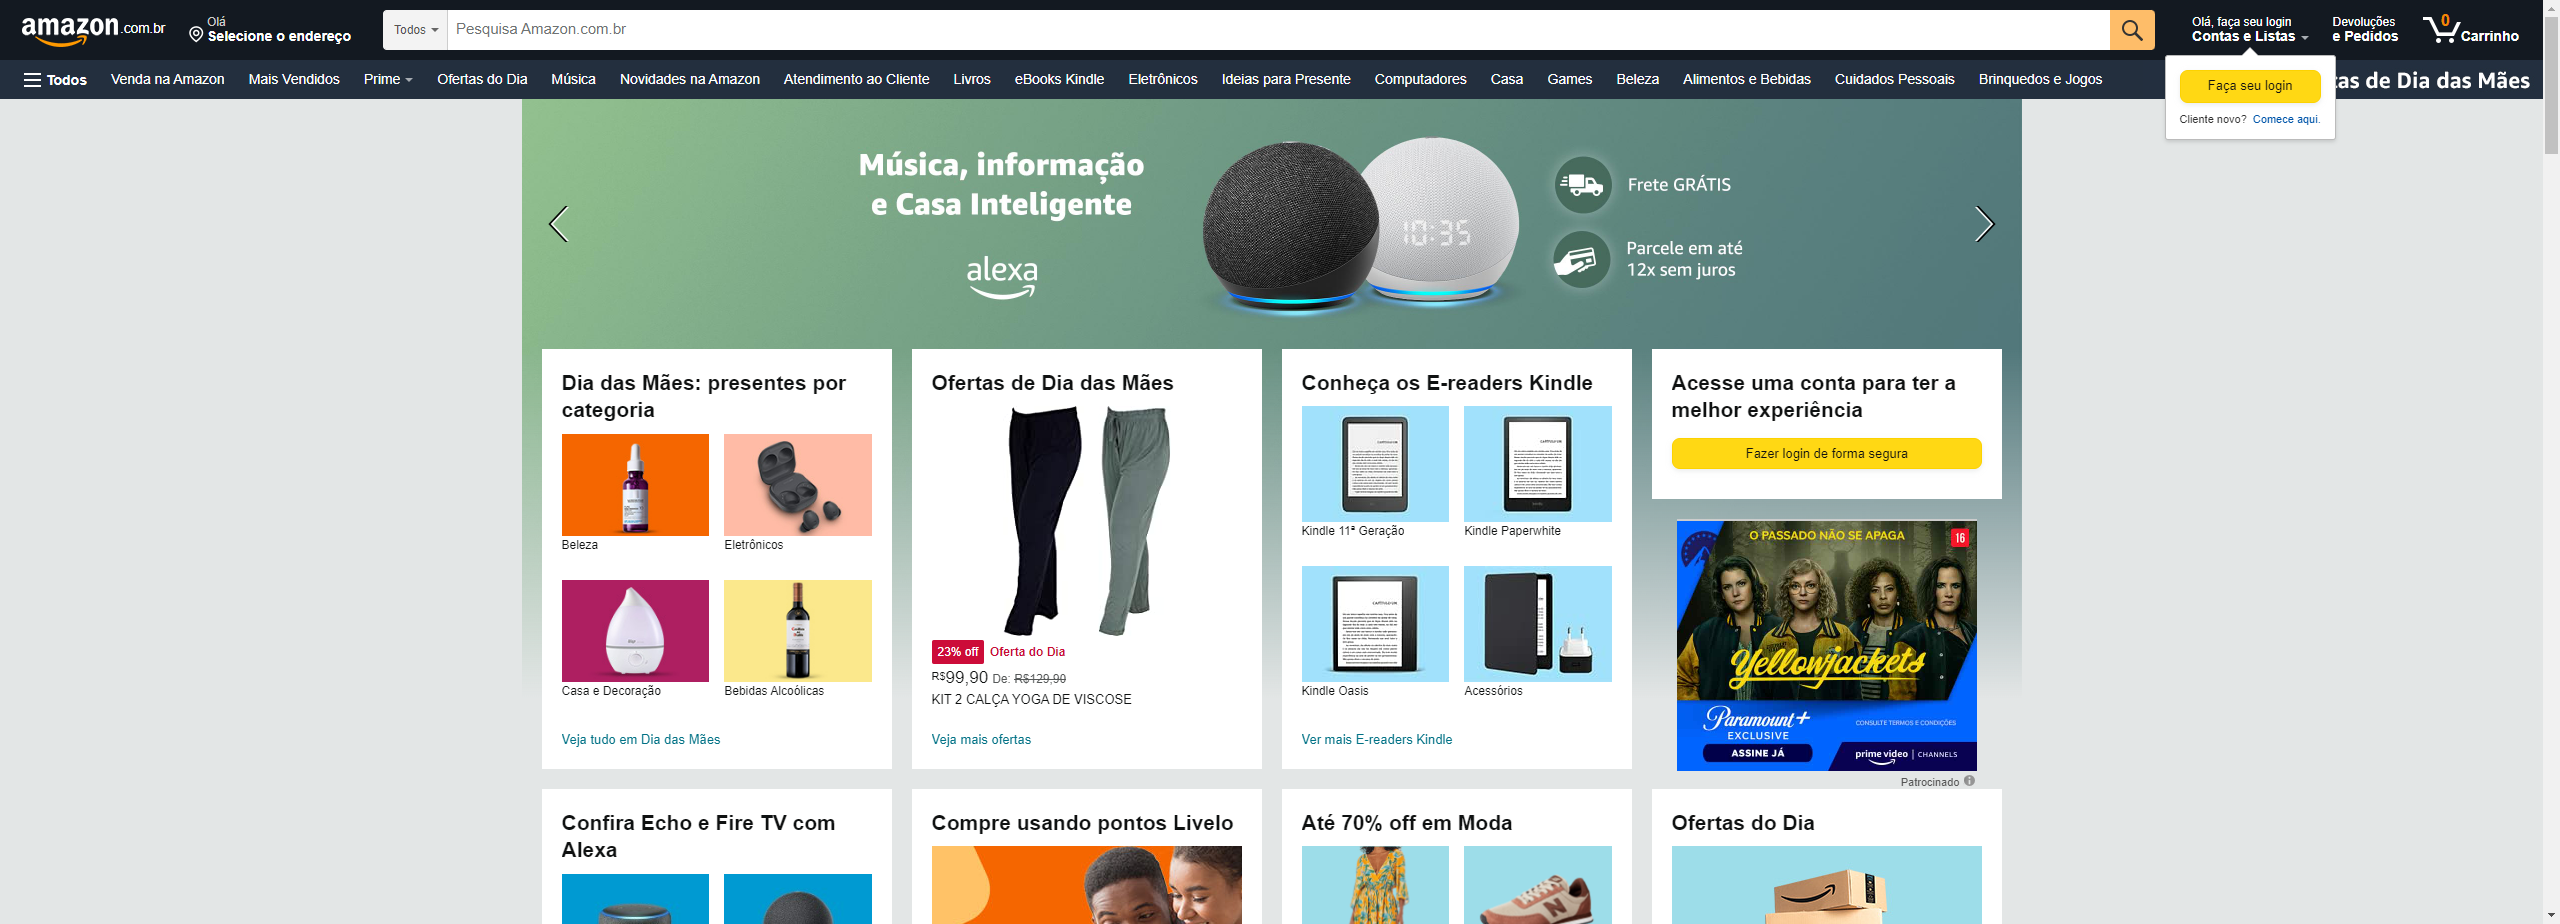 amazon.com.br
Olá
Selecione o endereço
Todos
Pesquisa Amazon.com.br
Olá, faça seu login
Contas e Listas
Devoluções
e Pedidos
0
Carrinho
Todos
Venda na Amazon
Mais Vendidos
Prime
Ofertas do Dia
Música
Novidades na Amazon
Atendimento ao Cliente
Livros
eBooks Kindle
Eletrônicos
Ideias para Presente
Computadores
Casa
Games
Beleza
Alimentos e Bebidas
Cuidados Pessoais
Brinquedos e Jogos
as de Dia das Mães
Faça seu login
Cliente novo? Comece aqui.
Música, informação
e Casa Inteligente
alexa
10:35
Frete GRÁTIS
Parcele em até
12x sem juros
Dia das Mães: presentes por
categoria
Beleza
Eletrônicos
Casa e Decoração
Bebidas Alcoólicas
Veja tudo em Dia das Mães
Ofertas de Dia das Mães
23% off
Oferta do Dia
R$99,90 De: R$129,90
KIT 2 CALÇA YOGA DE VISCOSE
Veja mais ofertas
Conheça os E-readers Kindle
Kindle 11ª Geração
Kindle Paperwhite
Kindle Oasis
Acessórios
Ver mais E-readers Kindle
Acesse uma conta para ter a
melhor experiência
Fazer login de forma segura
O PASSADO NÃO SE APAGA
16
Yellowjackets
Paramount+
EXCLUSIVE
ASSINE JÁ
CONSULTE TERMOS E CONDIÇÕES
prime video | CHANNELS
Patrocinado
Confira Echo e Fire TV com
Alexa
Compre usando pontos Livelo
Até 70% off em Moda
Ofertas do Dia